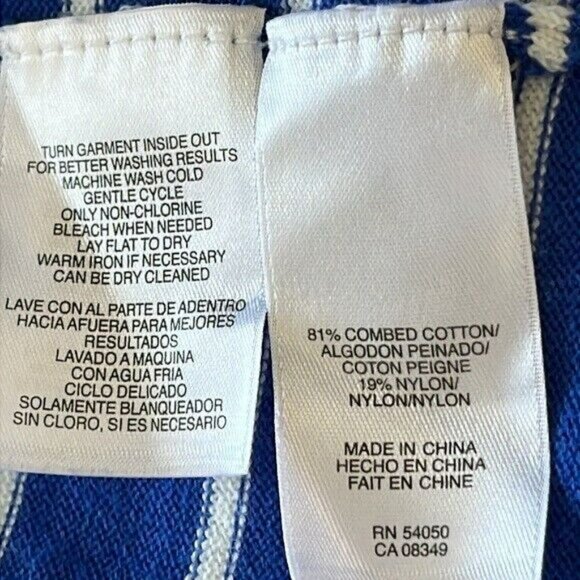 TURN GARMENT INSIDE OUT
FOR BETTER WASHING RESULTS
MACHINE WASH COLD
GENTLE CYCLE
ONLY NON-CHLORINE
BLEACH WHEN NEEDED
LAY FLAT TO DRY
WARM IRON IF NECESSARY
CAN BE DRY CLEANED
LAVE CON AL PARTE DE ADENTRO
HACIA AFUERA PARA MEJORES
RESULTADOS
LAVADO A MAQUINA
CON AGUA FRIA
CICLO DELICADO
SOLAMENTE BLANQUEADOR
SIN CLORO, SI ES NECESARIO
81% COMBED COTTON/
ALGODON PEINADO/
COTON PEIGNE
19% NYLON/
NYLON/NYLON
MADE IN CHINA
HECHO EN CHINA
FAIT EN CHINE
RN 54050
CA 08349